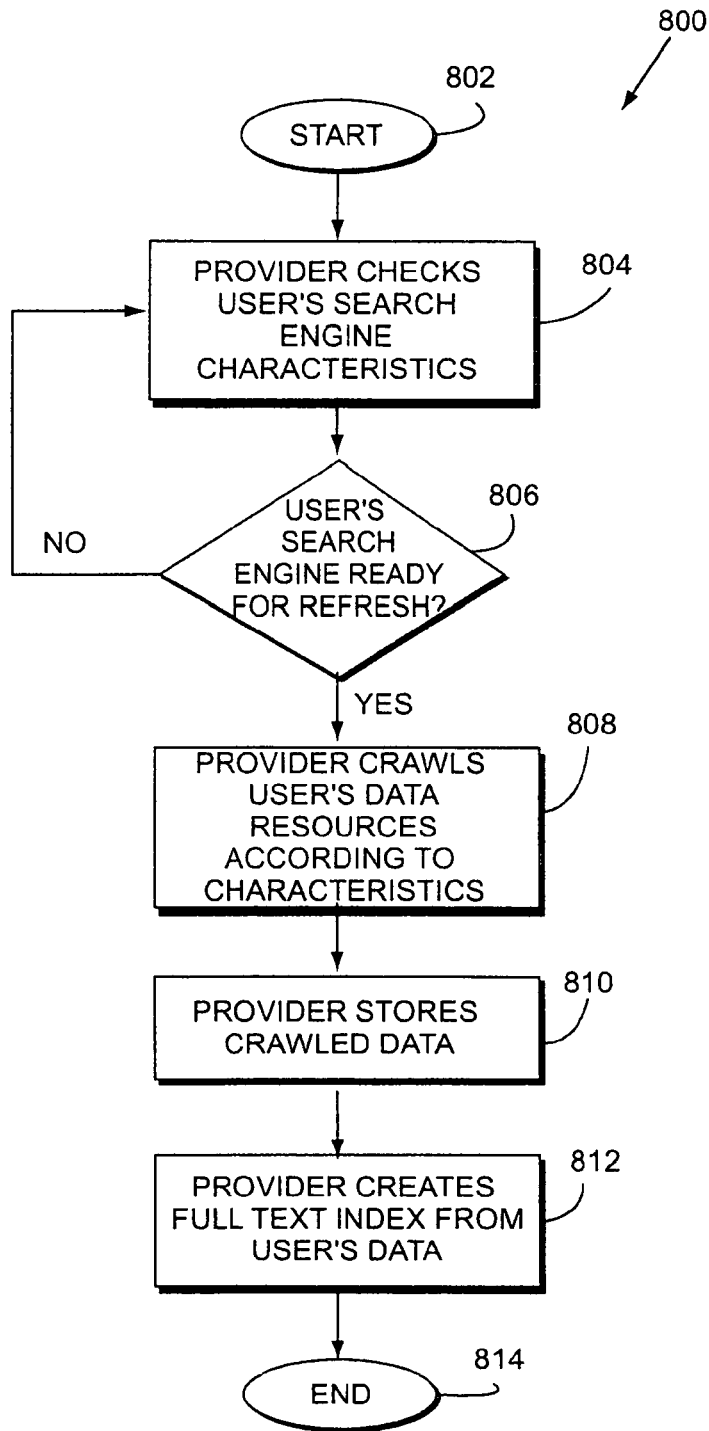 800
802
START
PROVIDER CHECKS
USER'S SEARCH
ENGINE
CHARACTERISTICS
804
806
USER'S
SEARCH
ENGINE READY
FOR REFRESH?
NO
YES
808
PROVIDER CRAWLS
USER'S DATA
RESOURCES
ACCORDING TO
CHARACTERISTICS
810
PROVIDER STORES
CRAWLED DATA
812
PROVIDER CREATES
FULL TEXT INDEX FROM
USER'S DATA
END
814